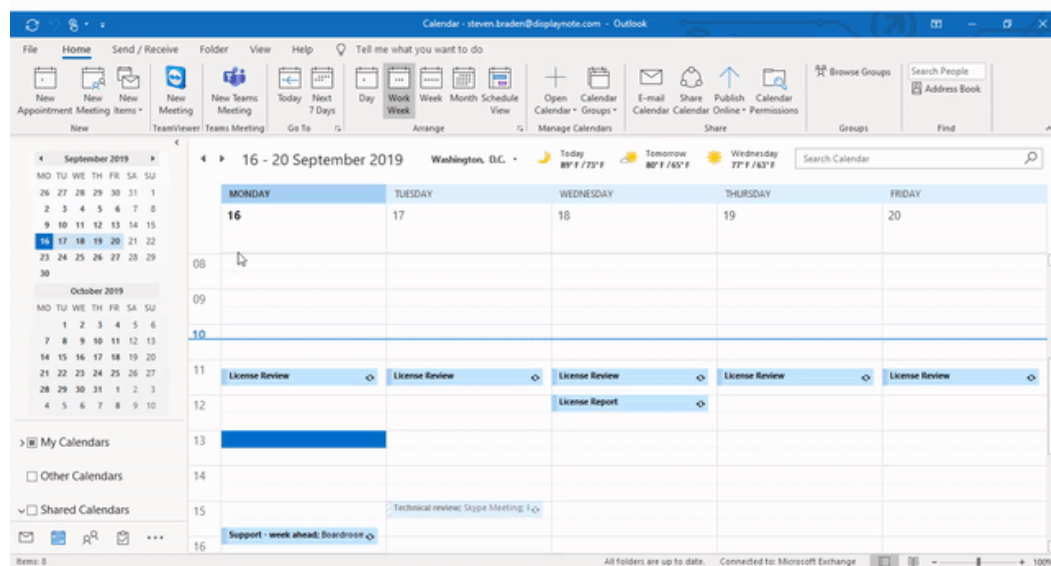 Calendar - steven.braden@displaynote.com - Outlook
File Home Send / Receive Folder View Help Tell me what you want to do
New Appointment
New Meeting
New Items
New Meeting
New Teams Meeting
Today
Next 7 Days
Day
Work Week
Week
Month
Schedule View
Open Calendar
Calendar Groups
E-mail Calendar
Share Calendar
Publish Online
Calendar Permissions
Browse Groups
Search People
Address Book
New TeamViewer Teams Meeting Go To Arrange Manage Calendars Share Groups Find
September 2019
MO TU WE TH FR SA SU
26 27 28 29 30 31 1
2 3 4 5 6 7 8
9 10 11 12 13 14 15
16 17 18 19 20 21 22
23 24 25 26 27 28 29
30
October 2019
MO TU WE TH FR SA SU
1 2 3 4 5 6
7 8 9 10 11 12 13
14 15 16 17 18 19 20
21 22 23 24 25 26 27
28 29 30 31 1 2 3
4 5 6 7 8 9 10
My Calendars
Other Calendars
Shared Calendars
16 - 20 September 2019 Washington, D.C.
Today
89°F/73°F
Tomorrow
80°F/65°F
Wednesday
77°F/63°F
Search Calendar
MONDAY TUESDAY WEDNESDAY THURSDAY FRIDAY
16 17 18 19 20
08
09
10
11 License Review License Review License Review License Review License Review
12 License Report
13
14
15 Technical review; Skype Meeting;
Support - week ahead; Boardroom
16
Items: 8 All folders are up to date. Connected to: Microsoft Exchange 100%